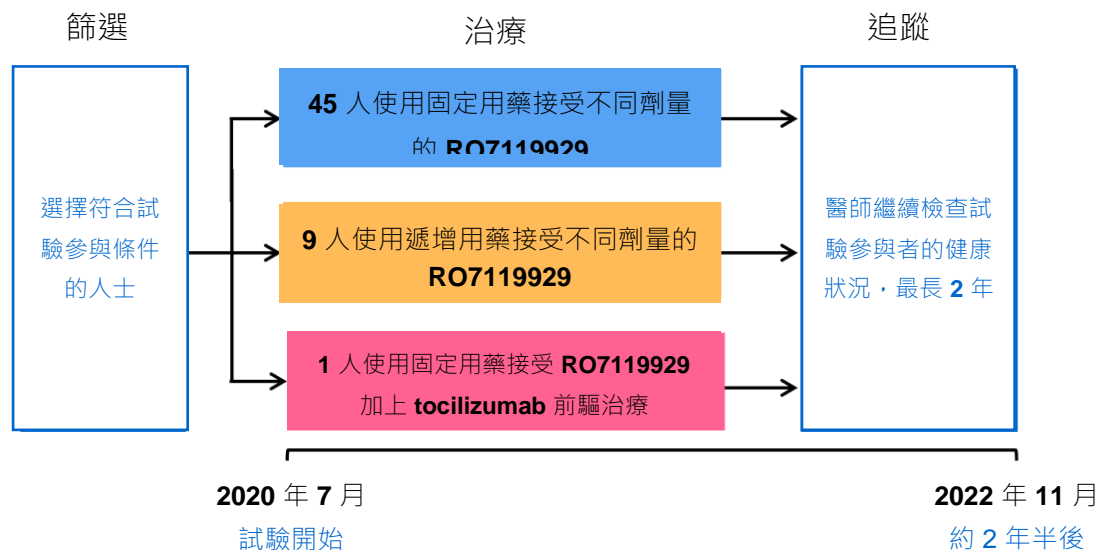 篩選
治療
追蹤
選擇符合試
驗參與條件
的人士
45 人使用固定用藥接受不同劑量
的 RO7119929
9 人使用遞增用藥接受不同劑量的
RO7119929
1 人使用固定用藥接受 RO7119929
加上 tocilizumab 前驅治療
醫師繼續檢查試
驗參與者的健康
狀況，最長 2 年
2020 年 7 月
試驗開始
2022 年 11 月
約 2 年半後